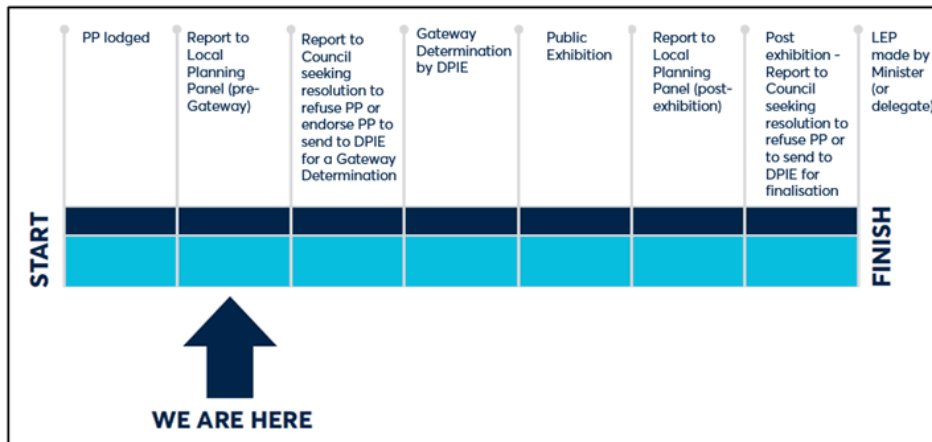 PP lodged
Report to
Local
Planning
Panel (pre-
Gateway)
Report to
Council
seeking
resolution to
refuse PP or
endorse PP to
send to DPIE
for a Gateway
Determination
Gateway
Determination
by DPIE
Public
Exhibition
Report to
Local
Planning
Panel (post-
exhibition)
Post
exhibition -
Report to
Council
seeking
resolution to
refuse PP or
to send to
DPIE for
finalisation
LEP
made by
Minister
(or
delegate)
START
FINISH
WE ARE HERE